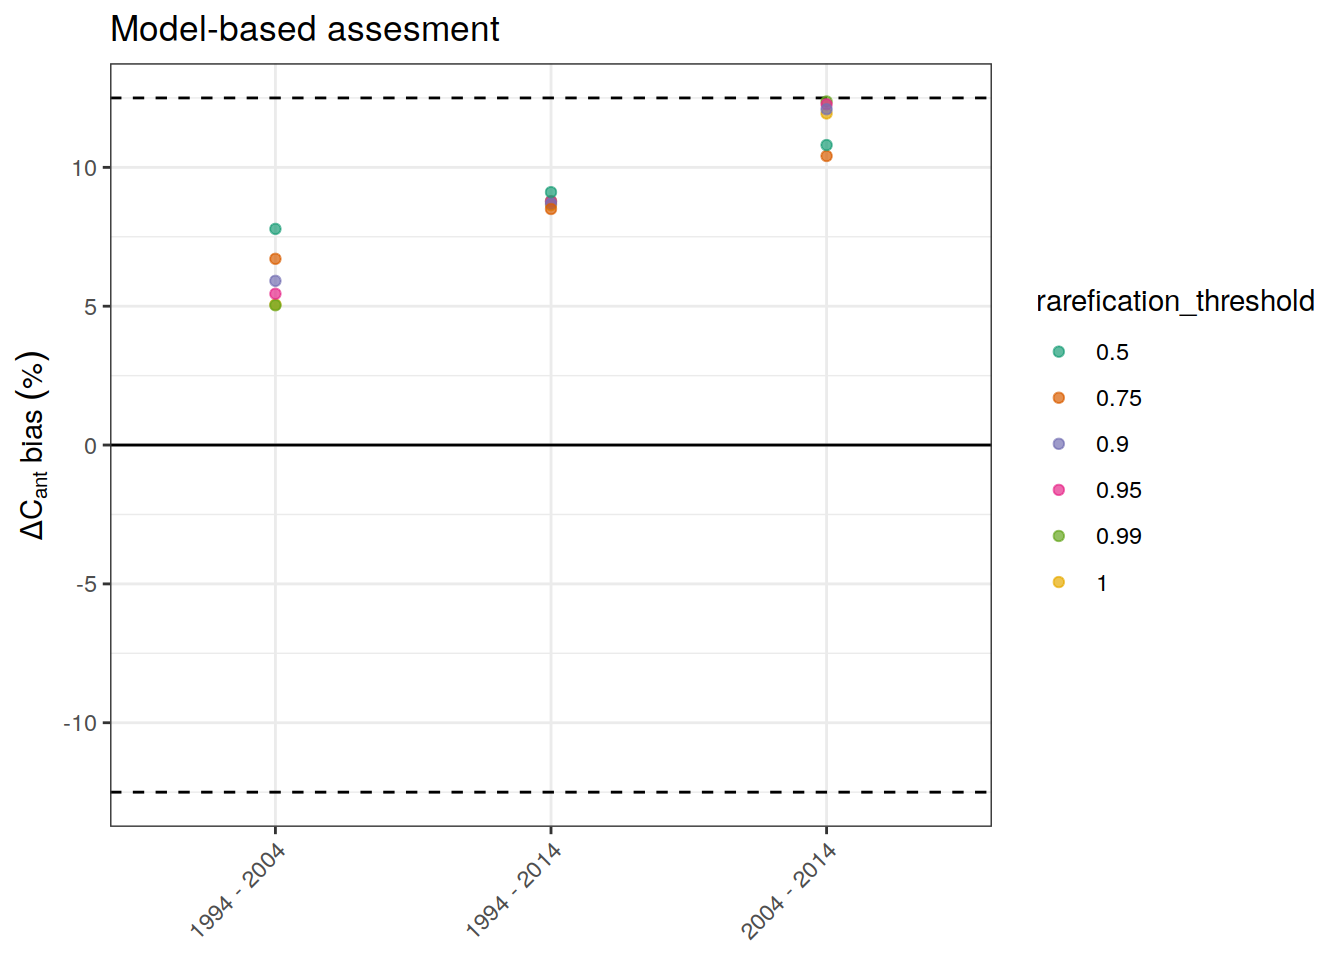 Model-based assesment
ΔCant bias (%)
10
5
0
-5
-10
1994 - 2004
1994 - 2014
2004 - 2014
rarefication_threshold
0.5
0.75
0.9
0.95
0.99
1